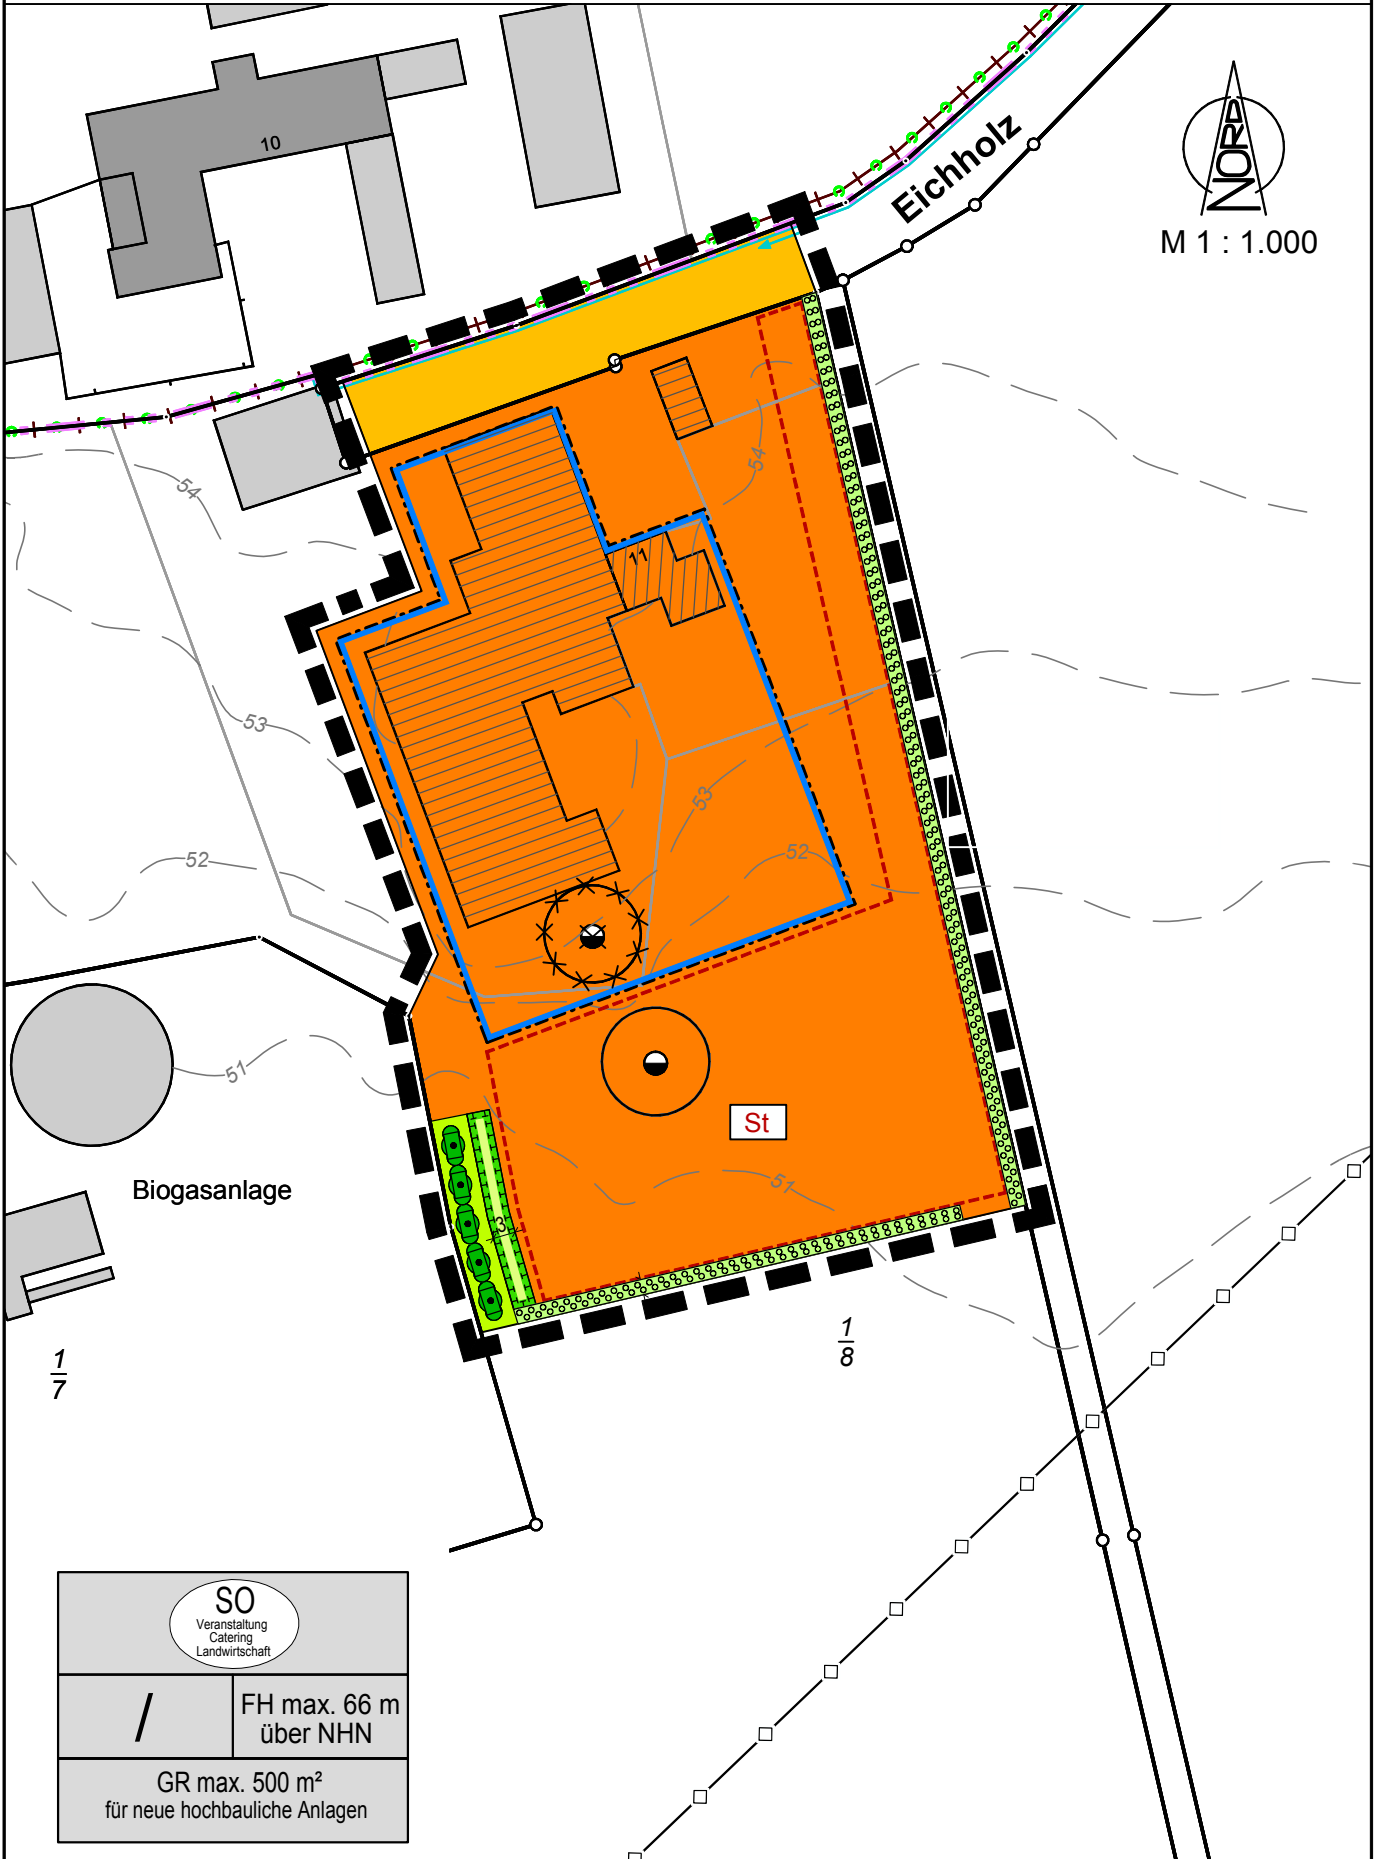 10
Eichholz
NORD
M 1 : 1.000
54
54
11
53
53
52
52
51
St
51
Biogasanlage
3
1
7
1
8
SO
Veranstaltung
Catering
Landwirtschaft
/
FH max. 66 m
über NHN
GR max. 500 m²
für neue hochbauliche Anlagen